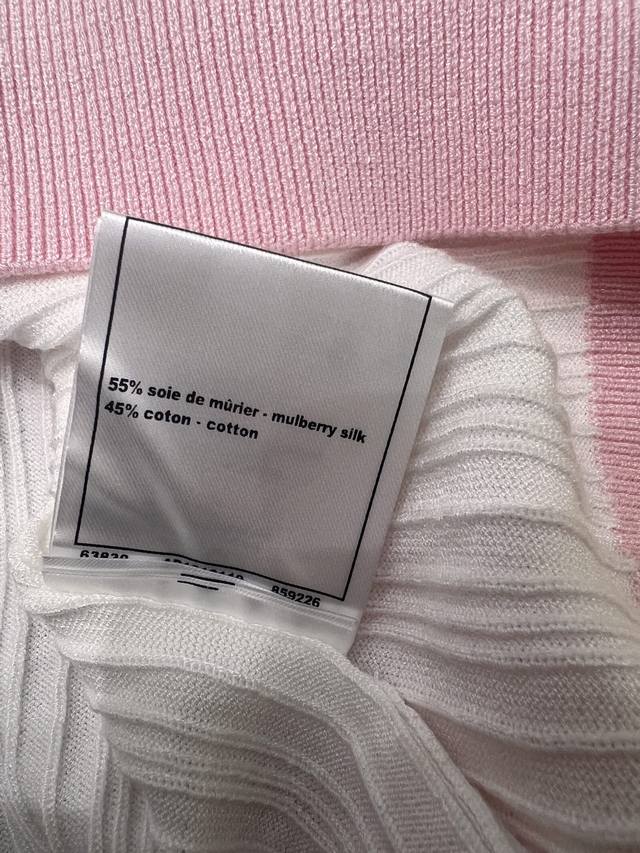 55% soie de mûrier - mulberry silk
45% coton - cotton
859226